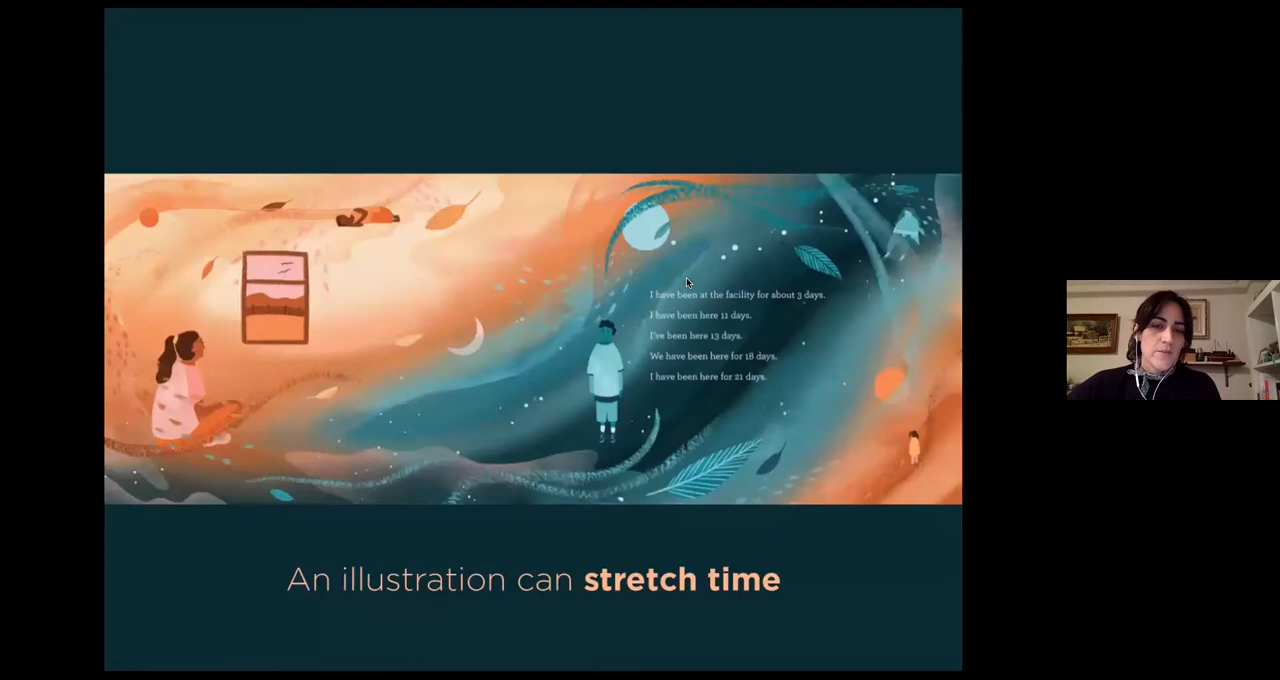 I have been at the facility for about 3 days.
I have been here 11 days.
I've been here 13 days.
We have been here for 18 days.
I have been here for 21 days.
An illustration can stretch time